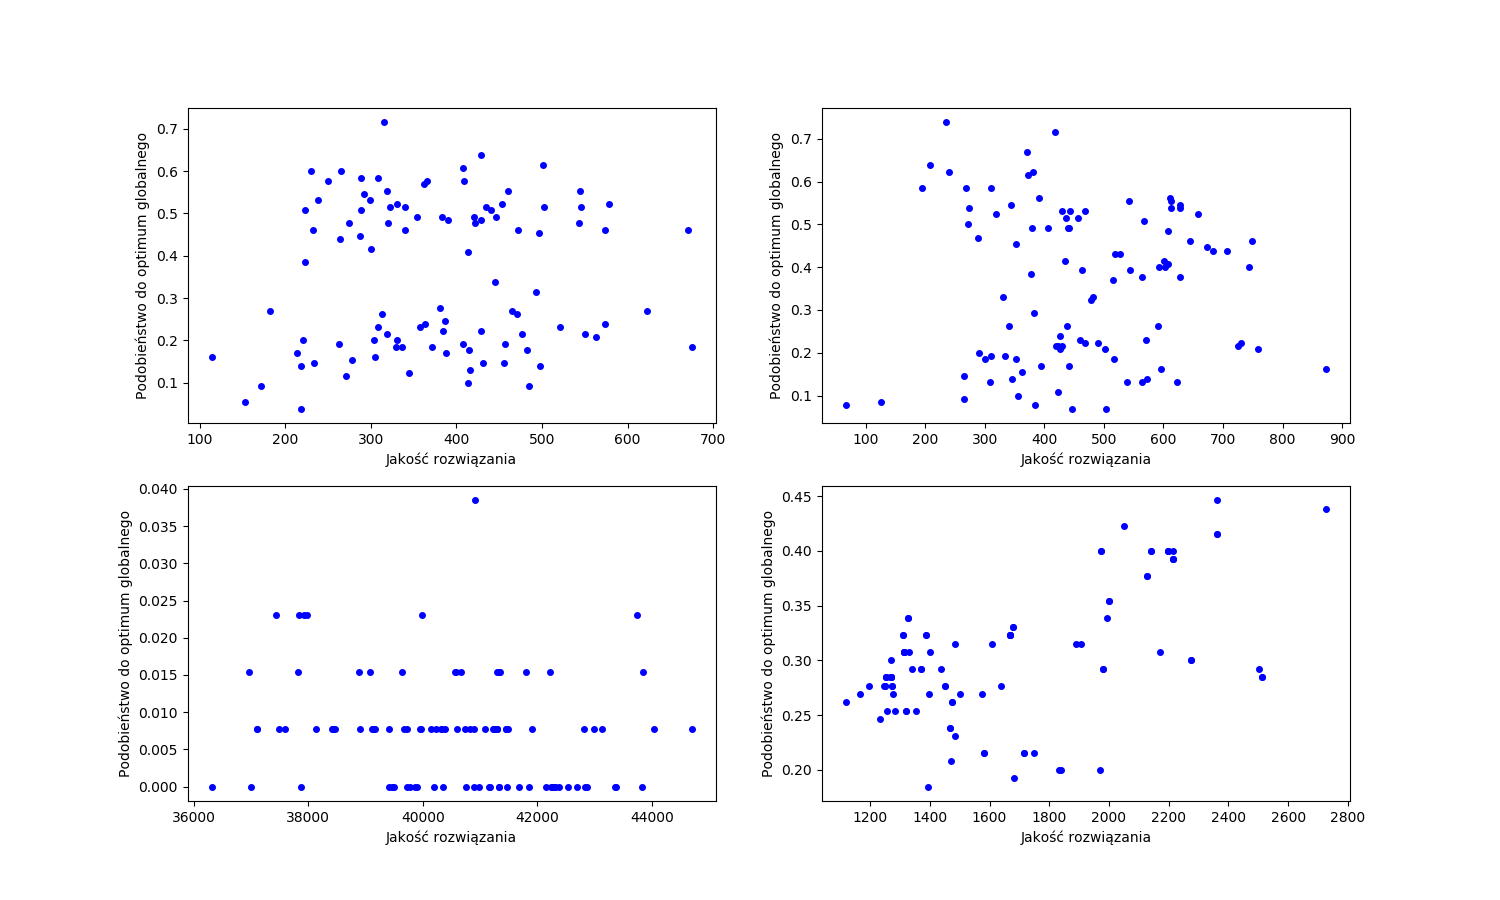 Podobieństwo do optimum globalnego
0.7
0.6
0.5
0.4
0.3
0.2
0.1
100 200 300 400 500 600 700
Jakość rozwiązania
Podobieństwo do optimum globalnego
0.7
0.6
0.5
0.4
0.3
0.2
0.1
100 200 300 400 500 600 700 800 900
Jakość rozwiązania
Podobieństwo do optimum globalnego
0.040
0.035
0.030
0.025
0.020
0.015
0.010
0.005
0.000
36000 38000 40000 42000 44000
Jakość rozwiązania
Podobieństwo do optimum globalnego
0.45
0.40
0.35
0.30
0.25
0.20
1200 1400 1600 1800 2000 2200 2400 2600 2800
Jakość rozwiązania